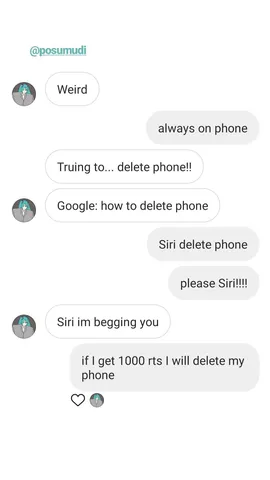 @posumudi
Weird
always on phone
Truing to... delete phone!!
Google: how to delete phone
Siri delete phone
please Siri!!!!
Siri im begging you
if I get 1000 rts I will delete my
phone